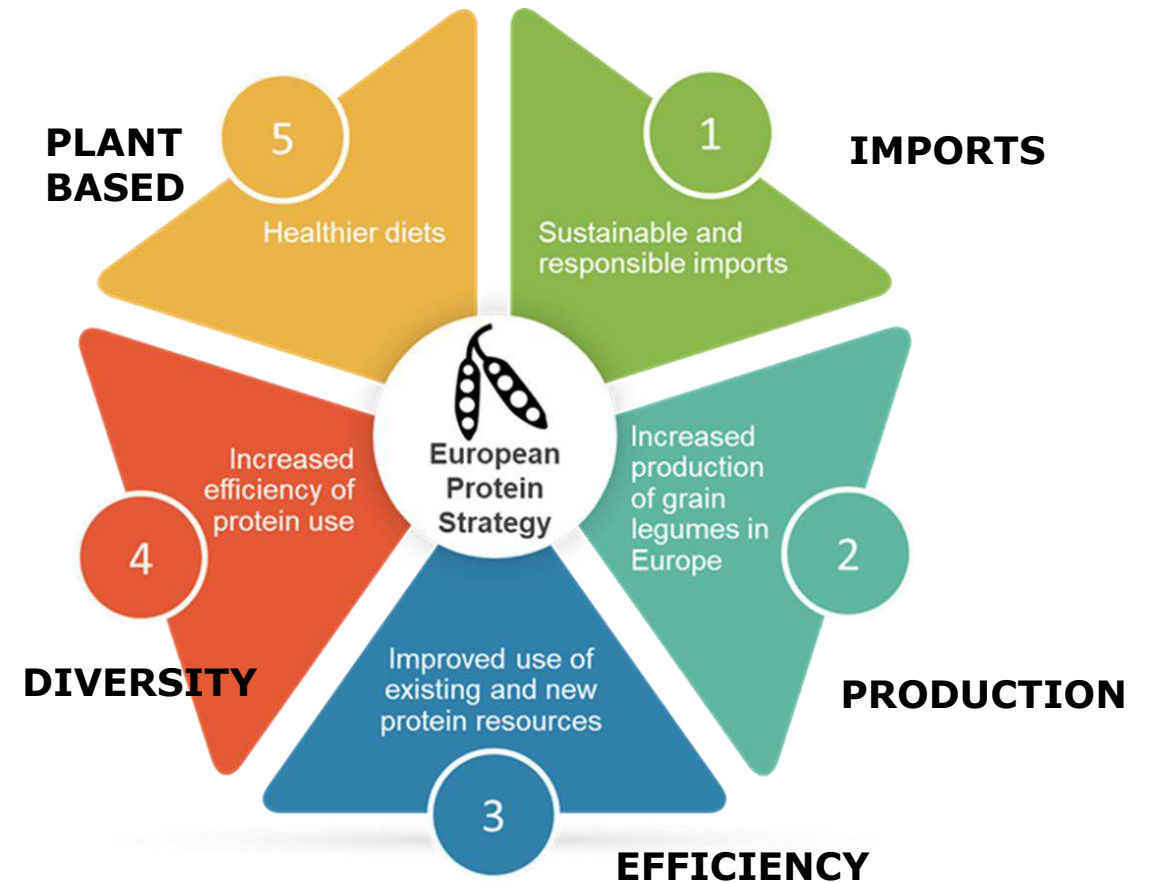 PLANT
BASED
5
Healthier diets
1
IMPORTS
Sustainable and
responsible imports
European
Protein
Strategy
Increased
efficiency of
protein use
4
DIVERSITY
Increased
production
of grain
legumes in
Europe
2
PRODUCTION
Improved use of
existing and new
protein resources
3
EFFICIENCY